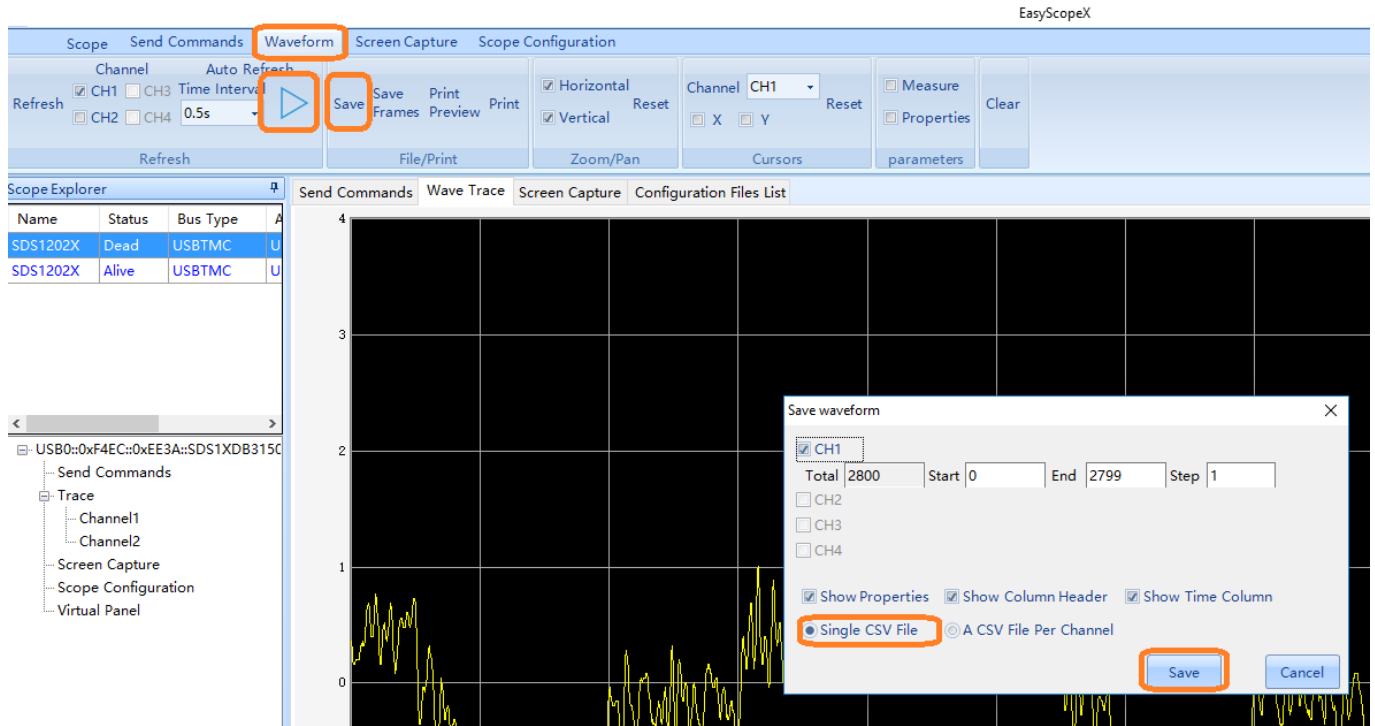 EasyScopeX
Scope Send Commands Waveform Screen Capture Scope Configuration
Channel Auto Refresh
Refresh CH1 CH3 Time Interval
CH2 CH4 0.5s
Refresh
Save Save Frames Print Preview Print
File/Print
Horizontal
Vertical Reset
Zoom/Pan
Channel CH1
X Y Reset
Cursors
Measure
Properties
parameters
Clear
Scope Explorer
Name Status Bus Type A
SDS1202X Dead USBTMC U
SDS1202X Alive USBTMC U
USB0::0xF4EC::0xEE3A::SDS1XDB3150
Send Commands
Trace
Channel1
Channel2
Screen Capture
Scope Configuration
Virtual Panel
Send Commands Wave Trace Screen Capture Configuration Files List
4
3
2
1
0
Save waveform
CH1
Total 2800 Start 0 End 2799 Step 1
CH2
CH3
CH4
Show Properties Show Column Header Show Time Column
Single CSV File A CSV File Per Channel
Save Cancel